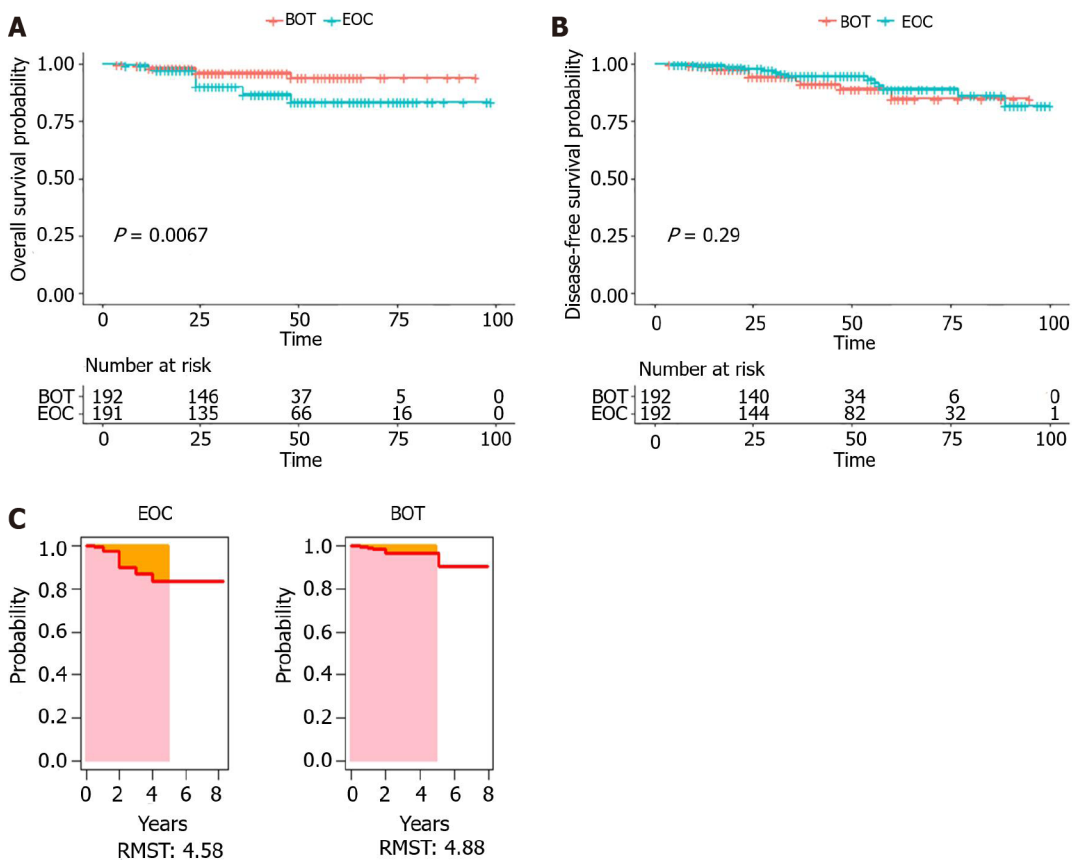 A
BOT EOC
Overall survival probability
1.00
0.75
0.50
0.25
0.00
P = 0.0067
0 25 50 75 100
Time
Number at risk
BOT 192 146 37 5 0
EOC 191 135 66 16 0
0 25 50 75 100
Time
B
BOT EOC
Disease-free survival probability
1.00
0.75
0.50
0.25
0.00
P = 0.29
0 25 50 75 100
Time
Number at risk
BOT 192 140 34 6 0
EOC 192 144 82 32 1
0 25 50 75 100
Time
C
EOC
Probability
1.0
0.8
0.6
0.4
0.2
0.0
0 2 4 6 8
Years
RMST: 4.58
BOT
Probability
1.0
0.8
0.6
0.4
0.2
0.0
0 2 4 6 8
Years
RMST: 4.88